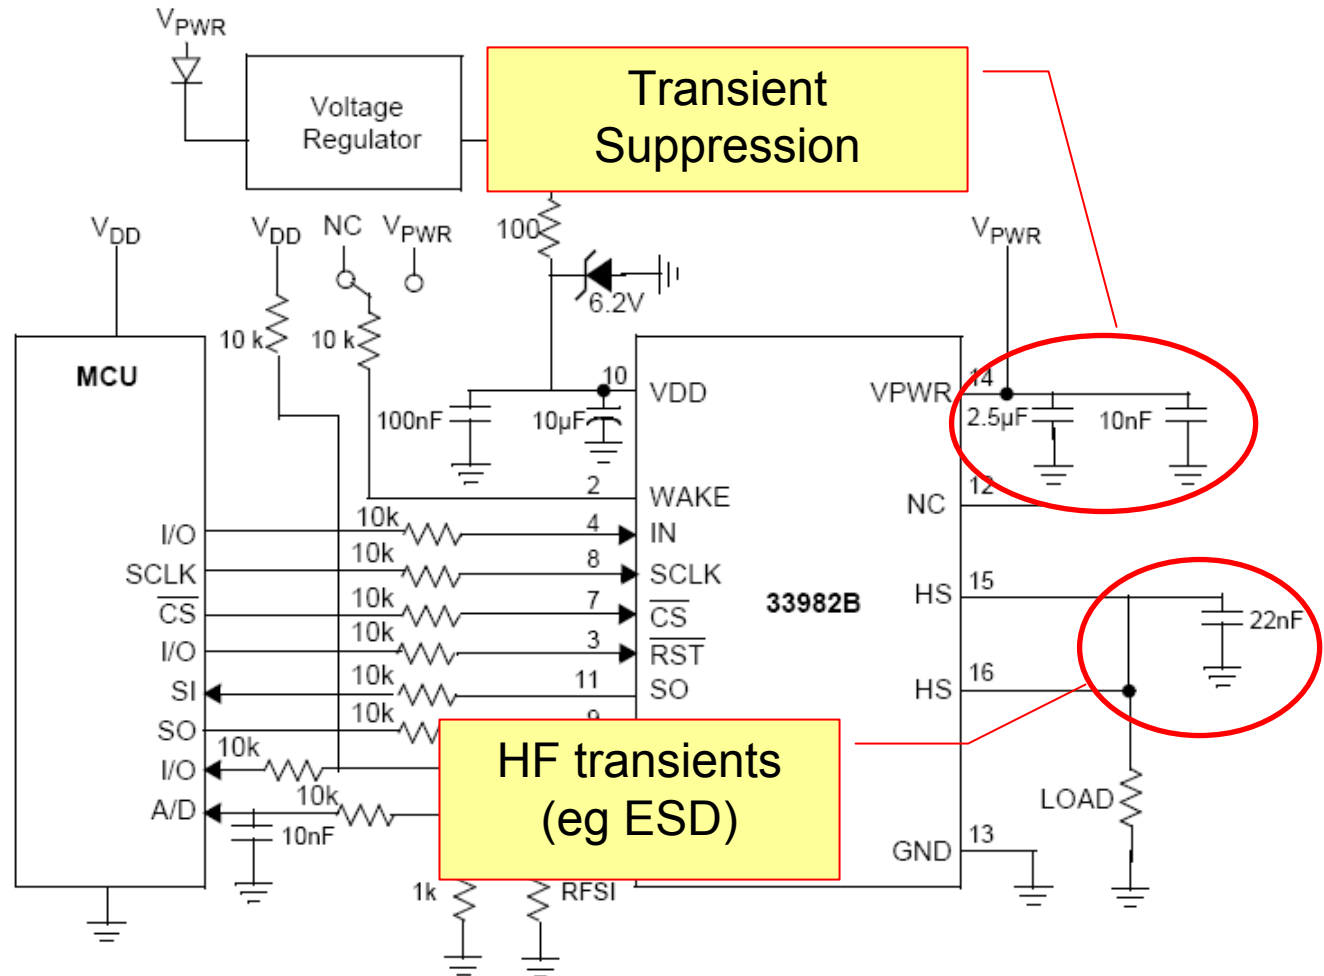 VPWR
Voltage
Regulator
Transient
Suppression
VDD
VDD
NC
VPWR
100
VPWR
6.2V
10 k
10 k
MCU
10
VDD
VPWR
14
100nF
10µF
2.5µF
10nF
2
WAKE
NC
12
I/O
10k
4
IN
SCLK
10k
8
SCLK
CS
10k
7
CS
33982B
HS
15
22nF
I/O
10k
3
RST
SI
10k
11
SO
HS
16
SO
10k
I/O
10k
HF transients
(eg ESD)
A/D
10k
10nF
LOAD
GND
13
1k
RFSI